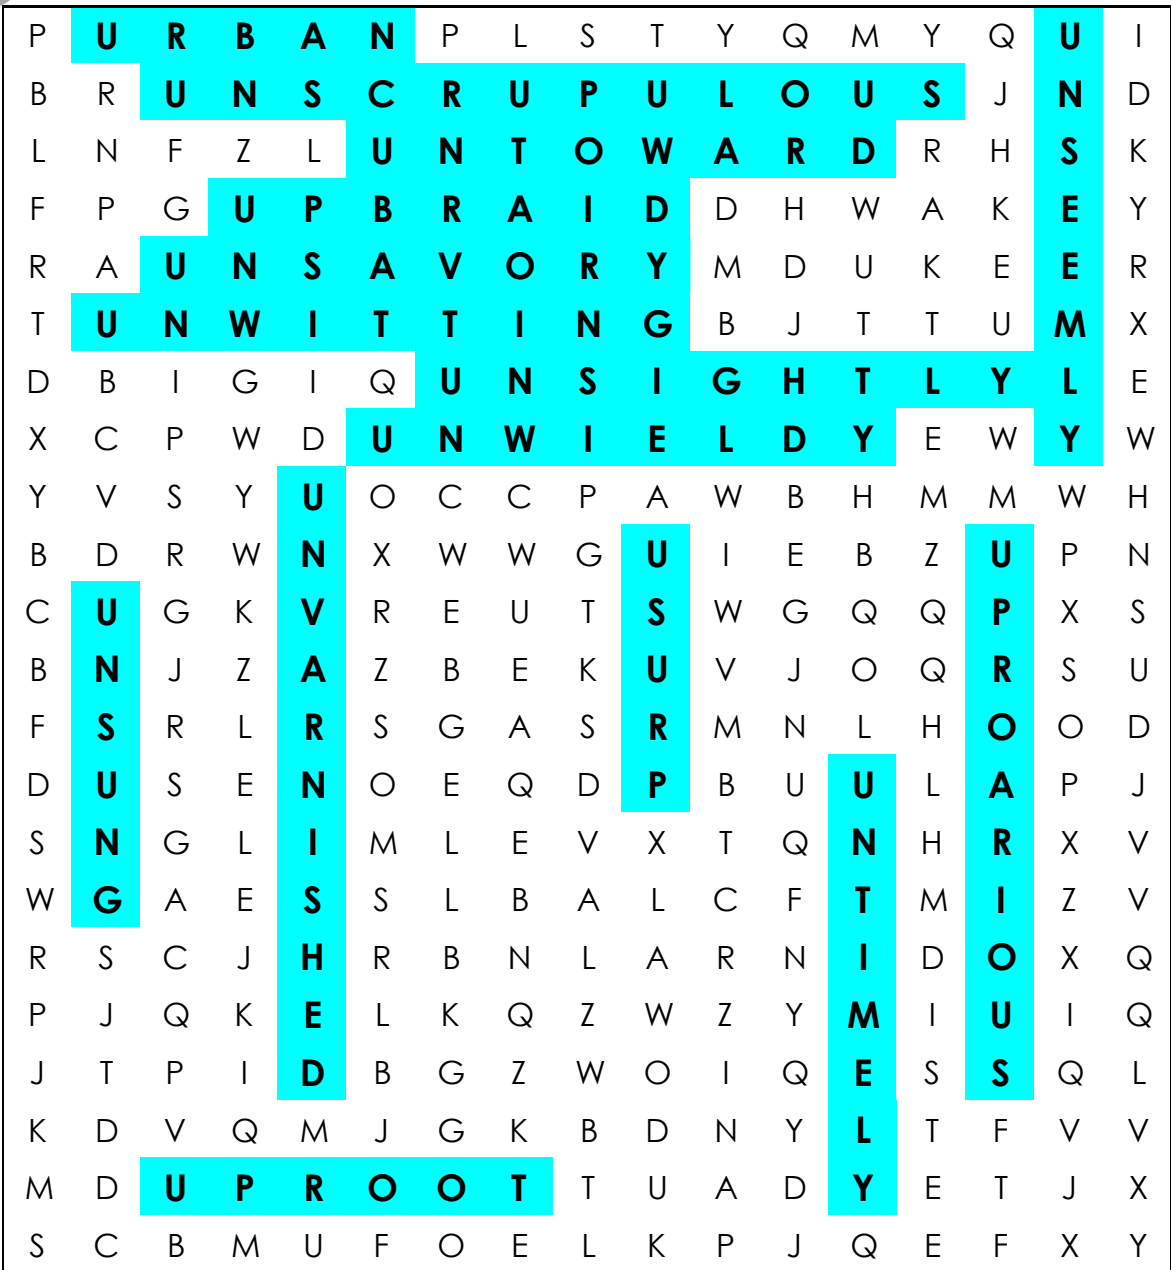 P U R B A N P L S T Y Q M Y Q U I
B R U N S C R U P U L O U S J N D
L N F Z L U N T O W A R D R H S K
F P G U P B R A I D D H W A K E Y
R A U N S A V O R Y M D U K E E R
T U N W I T T I N G B J T T U M X
D B I G I Q U N S I G H T L Y L E
X C P W D U N W I E L D Y E W Y W
Y V S Y U O C C P A W B H M M W H
B D R W N X W W G U I E B Z U P N
C U G K V R E U T S W G Q Q P X S
B N J Z A Z B E K U V J O Q R S U
F S R L R S G A S R M N L H O O D
D U S E N O E Q D P B U U L A P J
S N G L I M L E V X T Q N H R X V
W G A E S S L B A L C F T M I Z V
R S C J H R B N L A R N I D O X Q
P J Q K E L K Q Z W Z Y M I U I Q
J T P I D B G Z W O I Q E S S Q L
K D V Q M J G K B D N Y L T F V V
M D U P R O O T T U A D Y E T J X
S C B M U F O E L K P J Q E F X Y